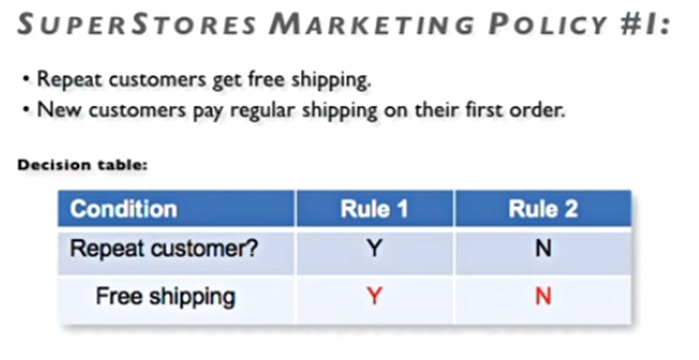 SUPERSTORES MARKETING POLICY #1:
• Repeat customers get free shipping.
• New customers pay regular shipping on their first order.
Decision table:
Condition Rule 1 Rule 2
Repeat customer? Y N
Free shipping Y N